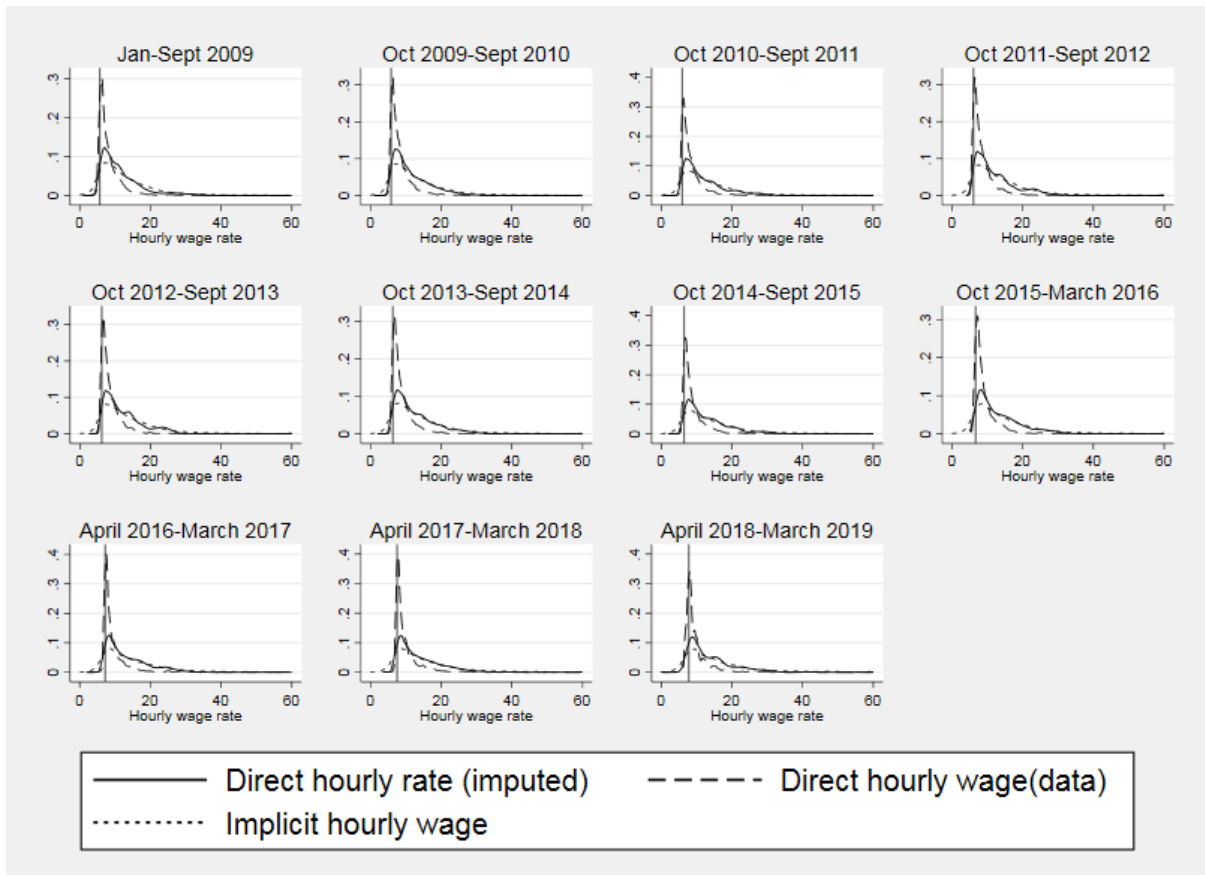 Jan-Sept 2009
Oct 2009-Sept 2010
Oct 2010-Sept 2011
Oct 2011-Sept 2012
0 .1 .2 .3
0 .1 .2 .3
0 .1 .2 .3 .4
0 .1 .2 .3
0 20 40 60
0 20 40 60
0 20 40 60
0 20 40 60
Hourly wage rate
Hourly wage rate
Hourly wage rate
Hourly wage rate
Oct 2012-Sept 2013
Oct 2013-Sept 2014
Oct 2014-Sept 2015
Oct 2015-March 2016
0 .1 .2 .3
0 .1 .2 .3
0 .1 .2 .3 .4
0 .1 .2 .3
0 20 40 60
0 20 40 60
0 20 40 60
0 20 40 60
Hourly wage rate
Hourly wage rate
Hourly wage rate
Hourly wage rate
April 2016-March 2017
April 2017-March 2018
April 2018-March 2019
0 .1 .2 .3 .4
0 .1 .2 .3 .4
0 .1 .2 .3 .4
0 20 40 60
0 20 40 60
0 20 40 60
Hourly wage rate
Hourly wage rate
Hourly wage rate
Direct hourly rate (imputed)
Direct hourly wage(data)
Implicit hourly wage